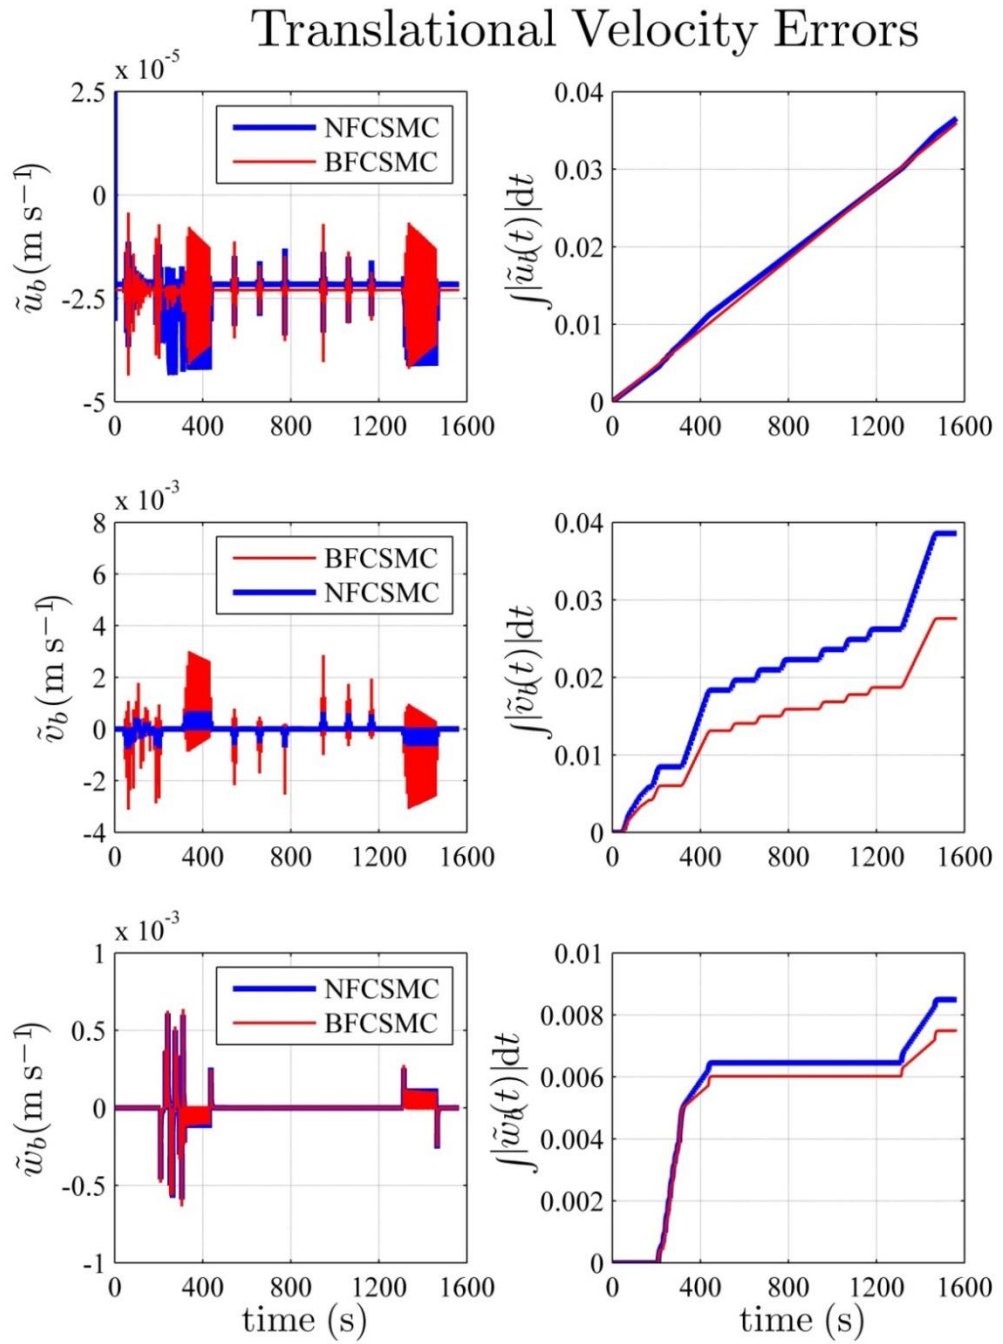 Translational Velocity Errors
x 10⁻⁵
2.5
0
-2.5
-5
ũ_b(m s⁻¹)
NFCSMC
BFCSMC
0 400 800 1200 1600
0.04
0.03
0.02
0.01
0
∫|ũ_b(t)|dt
0 400 800 1200 1600
x 10⁻³
8
6
4
2
0
-2
-4
ṽ_b(m s⁻¹)
BFCSMC
NFCSMC
0 400 800 1200 1600
0.04
0.03
0.02
0.01
0
∫|ṽ_b(t)|dt
0 400 800 1200 1600
x 10⁻³
1
0.5
0
-0.5
-1
w̃_b(m s⁻¹)
NFCSMC
BFCSMC
0 400 800 1200 1600
time (s)
0.01
0.008
0.006
0.004
0.002
0
∫|w̃_b(t)|dt
0 400 800 1200 1600
time (s)